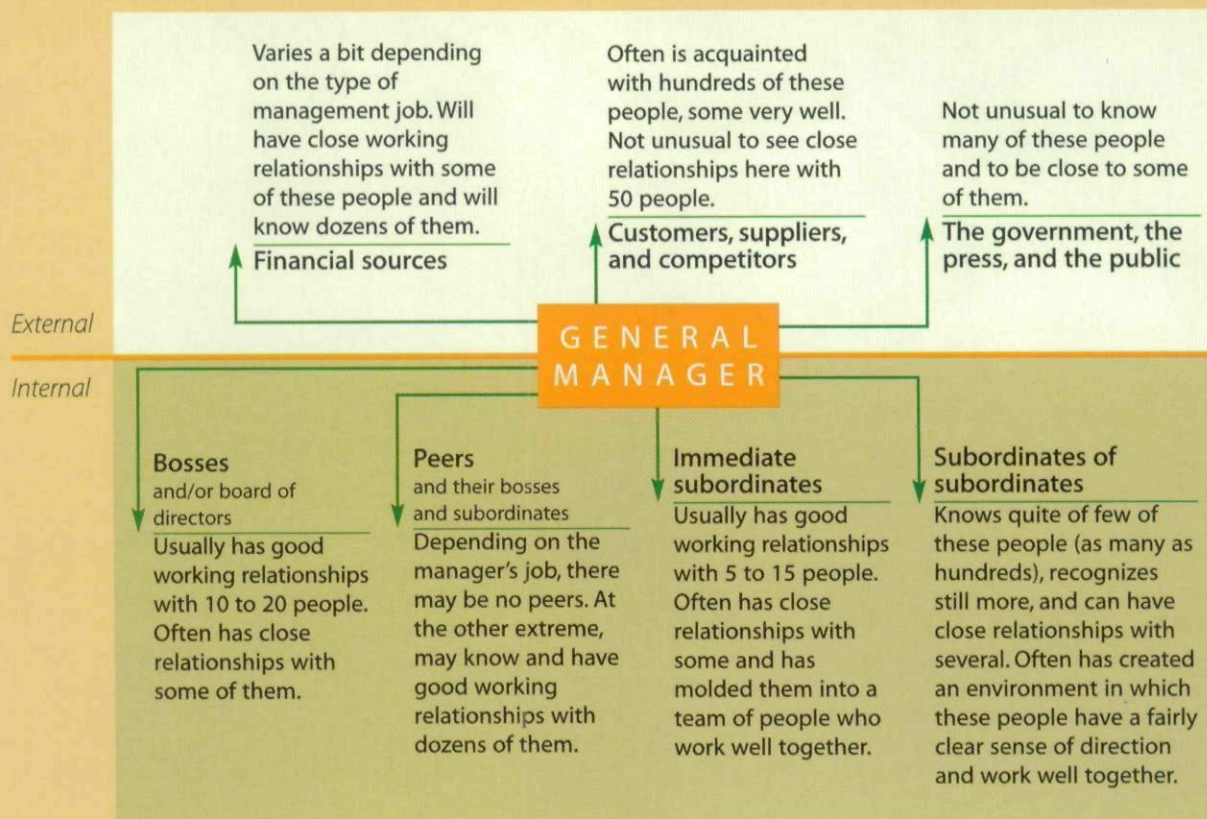 Varies a bit depending
on the type of
management job. Will
have close working
relationships with some
of these people and will
know dozens of them.
Financial sources
Often is acquainted
with hundreds of these
people, some very well.
Not unusual to see close
relationships here with
50 people.
Customers, suppliers,
and competitors
Not unusual to know
many of these people
and to be close to some
of them.
The government, the
press, and the public
External
GENERAL
MANAGER
Internal
Bosses
and/or board of
directors
Usually has good
working relationships
with 10 to 20 people.
Often has close
relationships with
some of them.
Peers
and their bosses
and subordinates
Depending on the
manager's job, there
may be no peers. At
the other extreme,
may know and have
good working
relationships with
dozens of them.
Immediate
subordinates
Usually has good
working relationships
with 5 to 15 people.
Often has close
relationships with
some and has
molded them into a
team of people who
work well together.
Subordinates of
subordinates
Knows quite of few of
these people (as many as
hundreds), recognizes
still more, and can have
close relationships with
several. Often has created
an environment in which
these people have a fairly
clear sense of direction
and work well together.